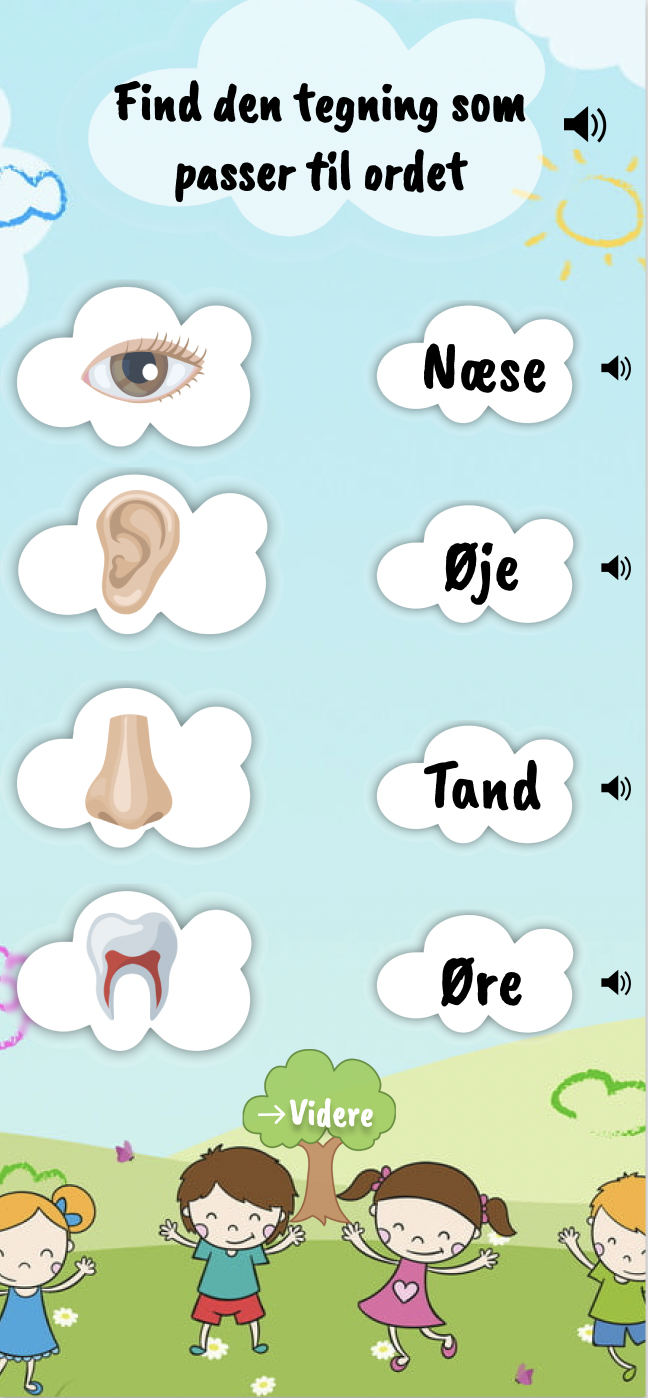 Find den tegning som
passer til ordet
Næse
Øje
Tand
Øre
→Videre